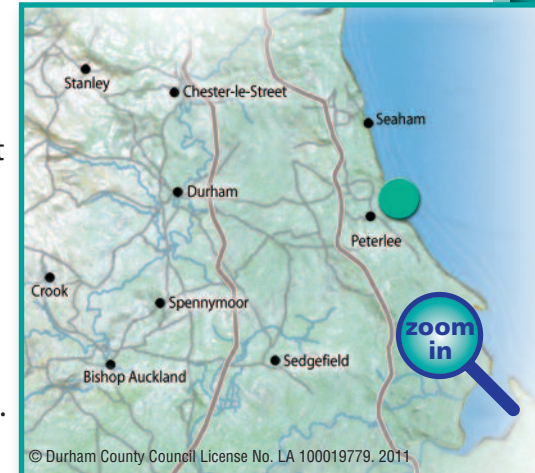 Stanley
Chester-le-Street
Seaham
Durham
Peterlee
Crook
Spennymoor
zoom
in
Sedgefield
Bishop Auckland
© Durham County Council License No. LA 100019779. 2011
t
.